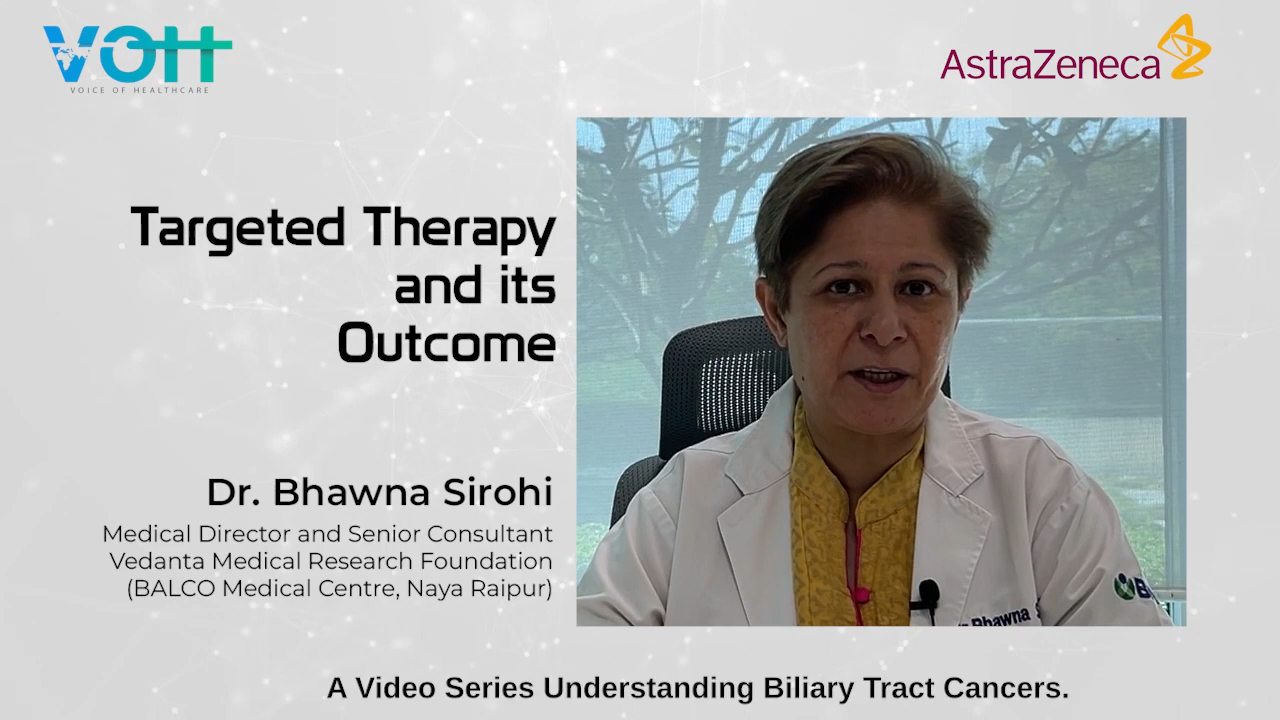 VOH
VOICE OF HEALTHCARE
AstraZeneca
Targeted Therapy
and its
Outcome
Dr. Bhawna Sirohi
Medical Director and Senior Consultant
Vedanta Medical Research Foundation
(BALCO Medical Centre, Naya Raipur)
Bhawna
A Video Series Understanding Biliary Tract Cancers.